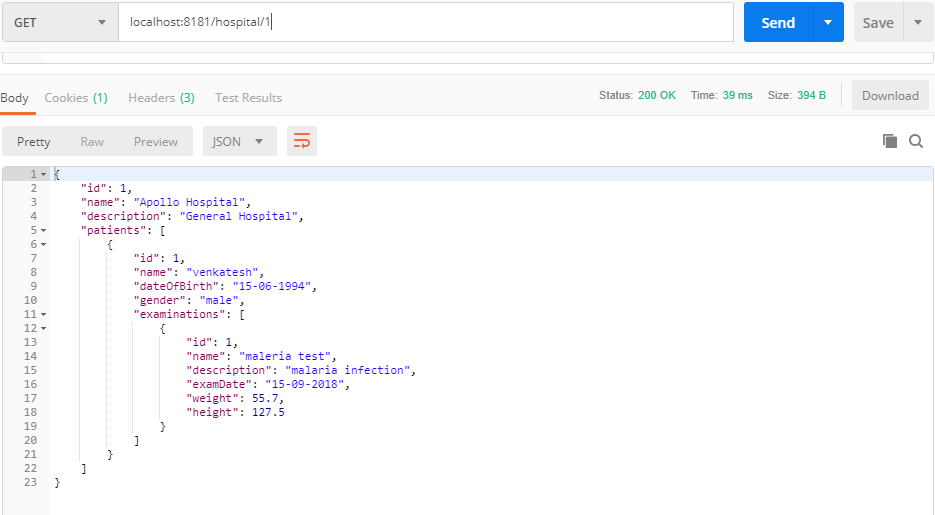 GET localhost:8181/hospital/1 Send Save
Body Cookies (1) Headers (3) Test Results Status: 200 OK Time: 39 ms Size: 394 B Download
Pretty Raw Preview JSON
1 {
2 "id": 1,
3 "name": "Apollo Hospital",
4 "description": "General Hospital",
5 "patients": [
6 {
7 "id": 1,
8 "name": "venkatesh",
9 "dateOfBirth": "15-06-1994",
10 "gender": "male",
11 "examinations": [
12 {
13 "id": 1,
14 "name": "maleria test",
15 "description": "malaria infection",
16 "examDate": "15-09-2018",
17 "weight": 55.7,
18 "height": 127.5
19 }
20 ]
21 }
22 ]
23 }